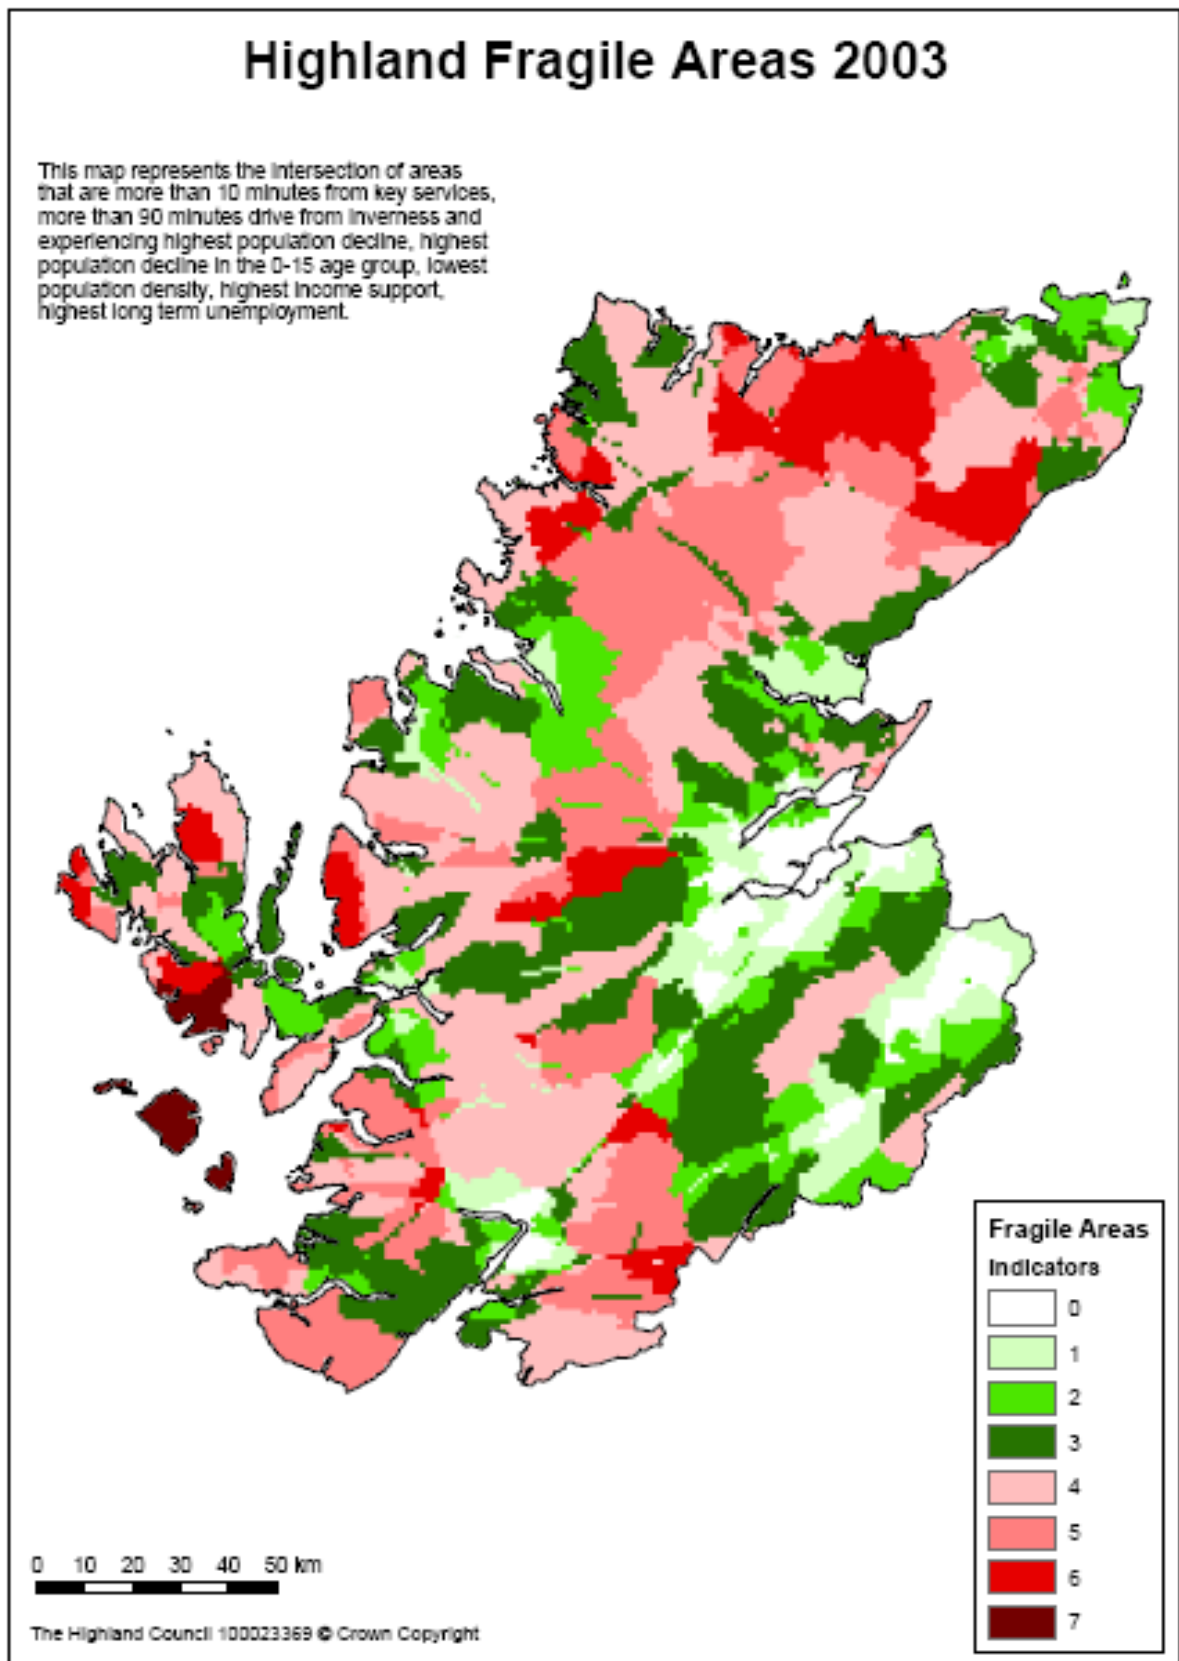 Highland Fragile Areas 2003
This map represents the intersection of areas
that are more than 10 minutes from key services,
more than 90 minutes drive from Inverness and
experiencing highest population decline, highest
population decline in the 0-15 age group, lowest
population density, highest income support,
highest long term unemployment.
Fragile Areas
Indicators
0
1
2
3
4
5
6
7
0 10 20 30 40 50 km
The Highland Council 100023369 © Crown Copyright